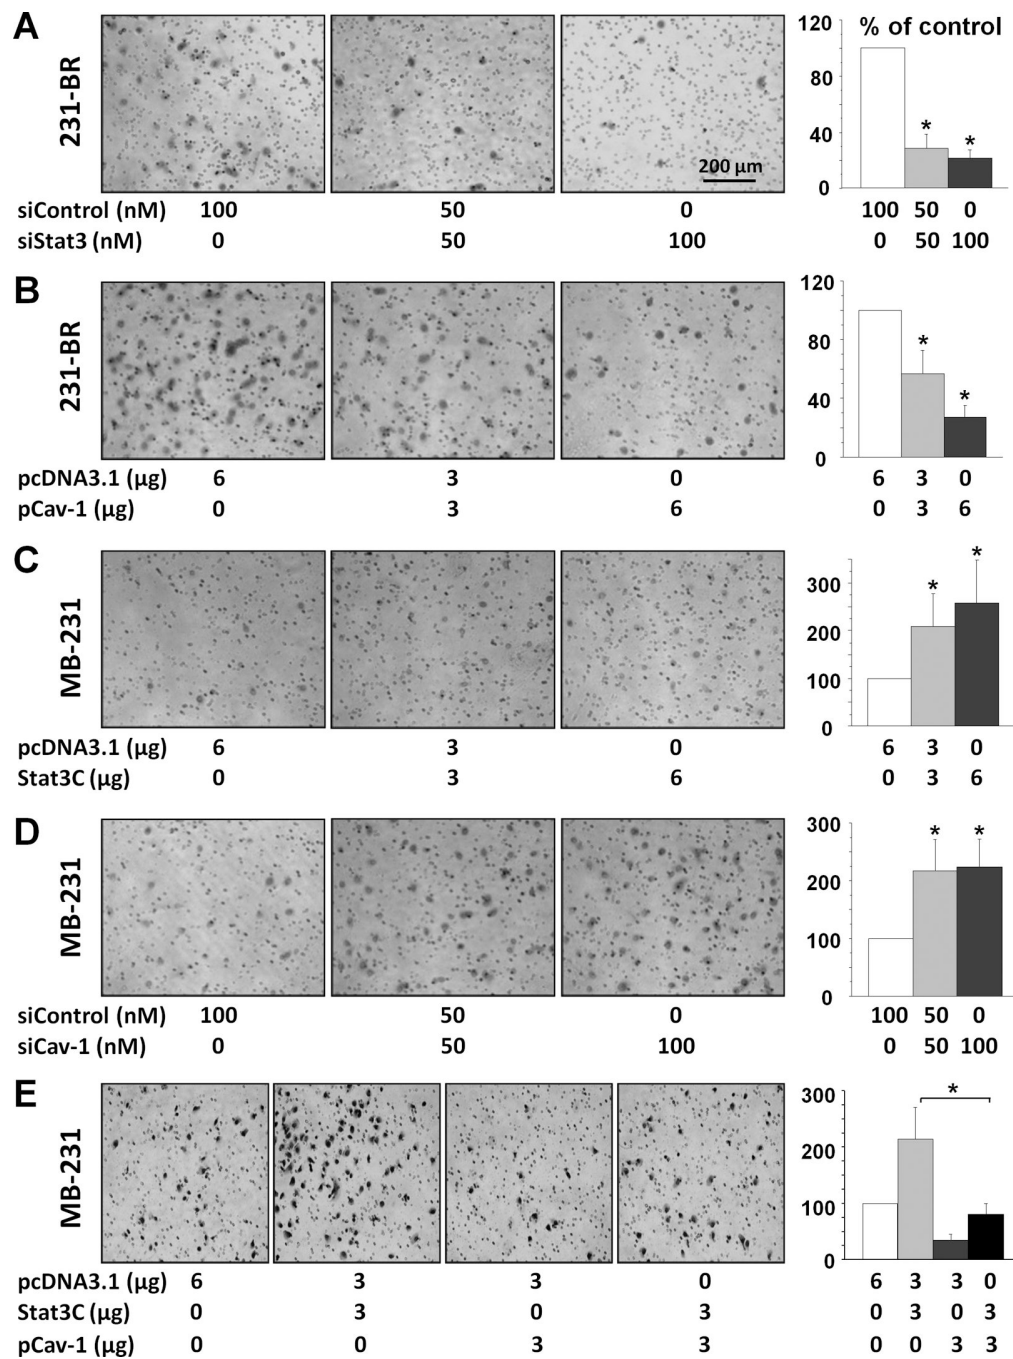 A
231-BR
% of control
120
80
40
0
*
*
200 µm
siControl (nM) 100 50 0 100 50 0
siStat3 (nM) 0 50 100 0 50 100
B
231-BR
120
80
40
0
*
*
pcDNA3.1 (µg) 6 3 0 6 3 0
pCav-1 (µg) 0 3 6 0 3 6
C
MB-231
300
200
100
0
*
*
pcDNA3.1 (µg) 6 3 0 6 3 0
Stat3C (µg) 0 3 6 0 3 6
D
MB-231
300
200
100
0
*
*
siControl (nM) 100 50 0 100 50 0
siCav-1 (nM) 0 50 100 0 50 100
E
MB-231
300
200
100
0
*
pcDNA3.1 (µg) 6 3 3 0 6 3 3 0
Stat3C (µg) 0 3 0 3 0 3 0 3
pCav-1 (µg) 0 0 3 3 0 0 3 3